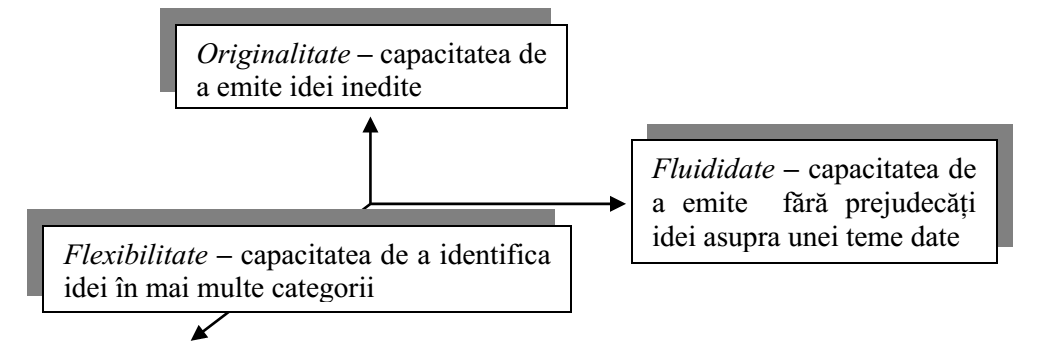 Originalitate – capacitatea de
a emite idei inedite
Fluididate – capacitatea de
a emite fără prejudecăți
idei asupra unei teme date
Flexibilitate – capacitatea de a identifica
idei în mai multe categorii